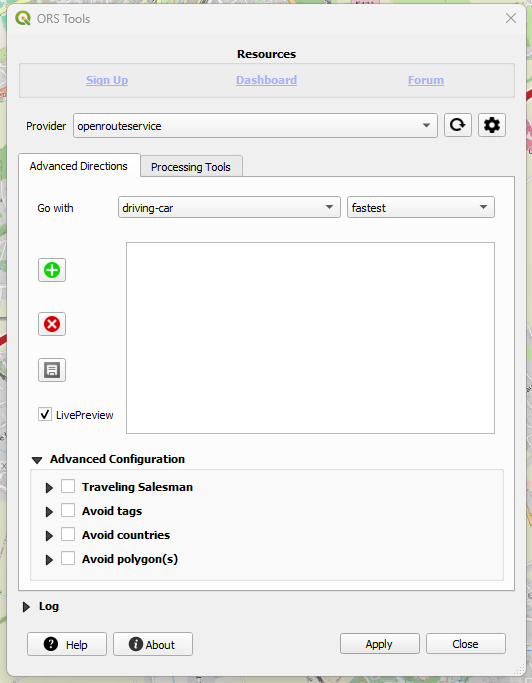 ORS Tools
Resources
Sign Up Dashboard Forum
Provider openrouteservice
Advanced Directions Processing Tools
Go with driving-car fastest
LivePreview
Advanced Configuration
Traveling Salesman
Avoid tags
Avoid countries
Avoid polygon(s)
Log
Help About Apply Close